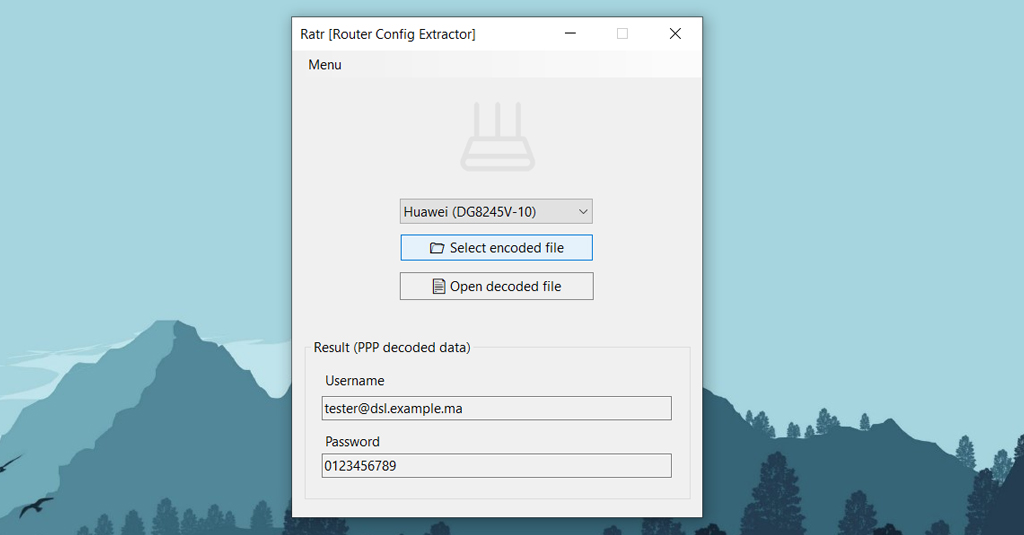 Ratr [Router Config Extractor]
Menu
Huawei (DG8245V-10)
Select encoded file
Open decoded file
Result (PPP decoded data)
Username
tester@dsl.example.ma
Password
0123456789